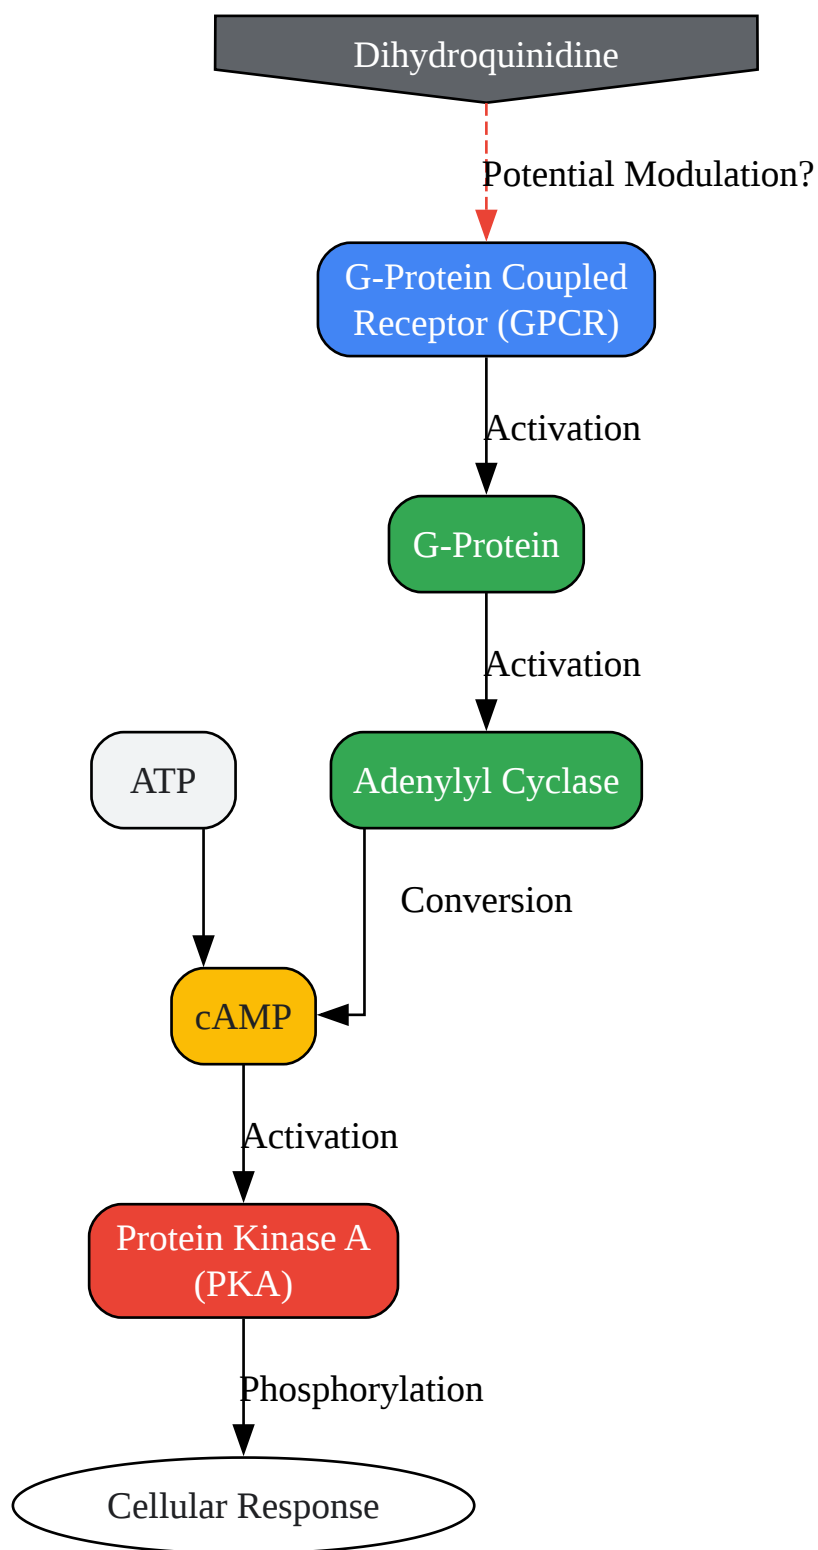 Dihydroquinidine
Potential Modulation?
G-Protein Coupled
Receptor (GPCR)
Activation
G-Protein
Activation
ATP
Adenylyl Cyclase
Conversion
cAMP
Activation
Protein Kinase A
(PKA)
Phosphorylation
Cellular Response